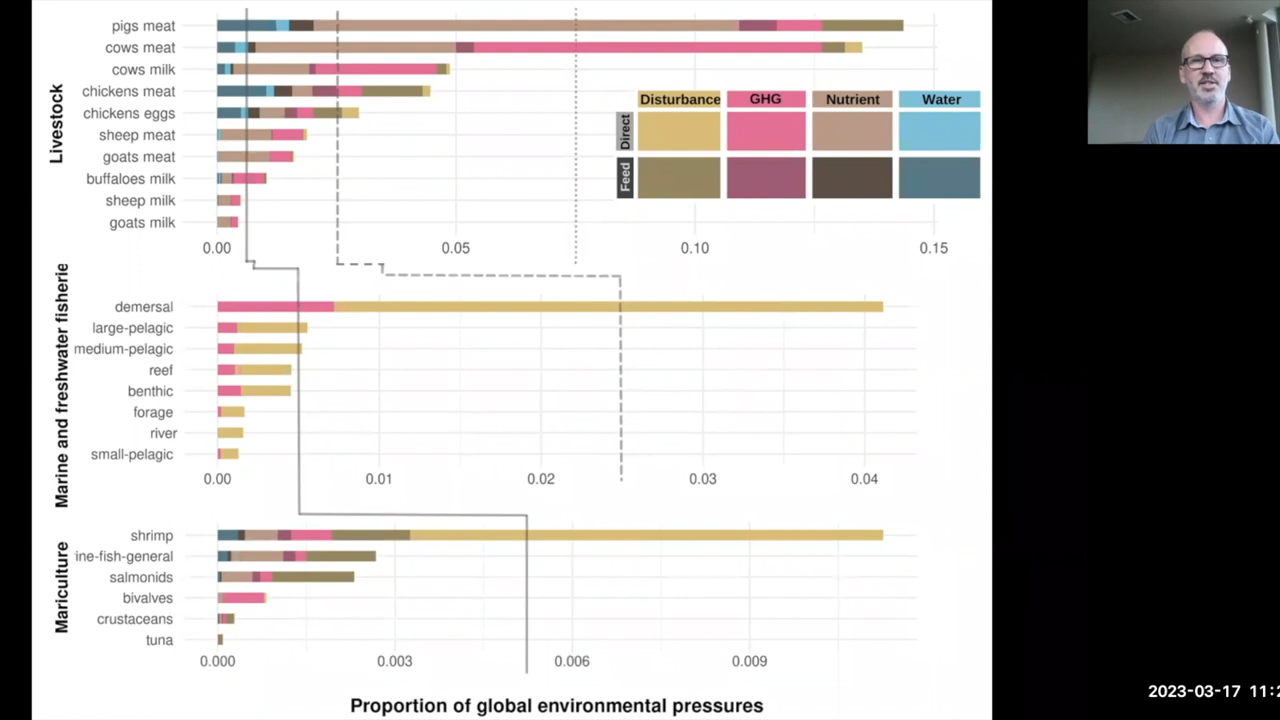 Livestock
pigs meat
cows meat
cows milk
chickens meat
chickens eggs
sheep meat
goats meat
buffaloes milk
sheep milk
goats milk
0.00 0.05 0.10 0.15
Disturbance GHG Nutrient Water
Direct
Feed
Marine and freshwater fisherie
demersal
large-pelagic
medium-pelagic
reef
benthic
forage
river
small-pelagic
0.00 0.01 0.02 0.03 0.04
Mariculture
shrimp
ine-fish-general
salmonids
bivalves
crustaceans
tuna
0.000 0.003 0.006 0.009
Proportion of global environmental pressures
2023-03-17 11:2